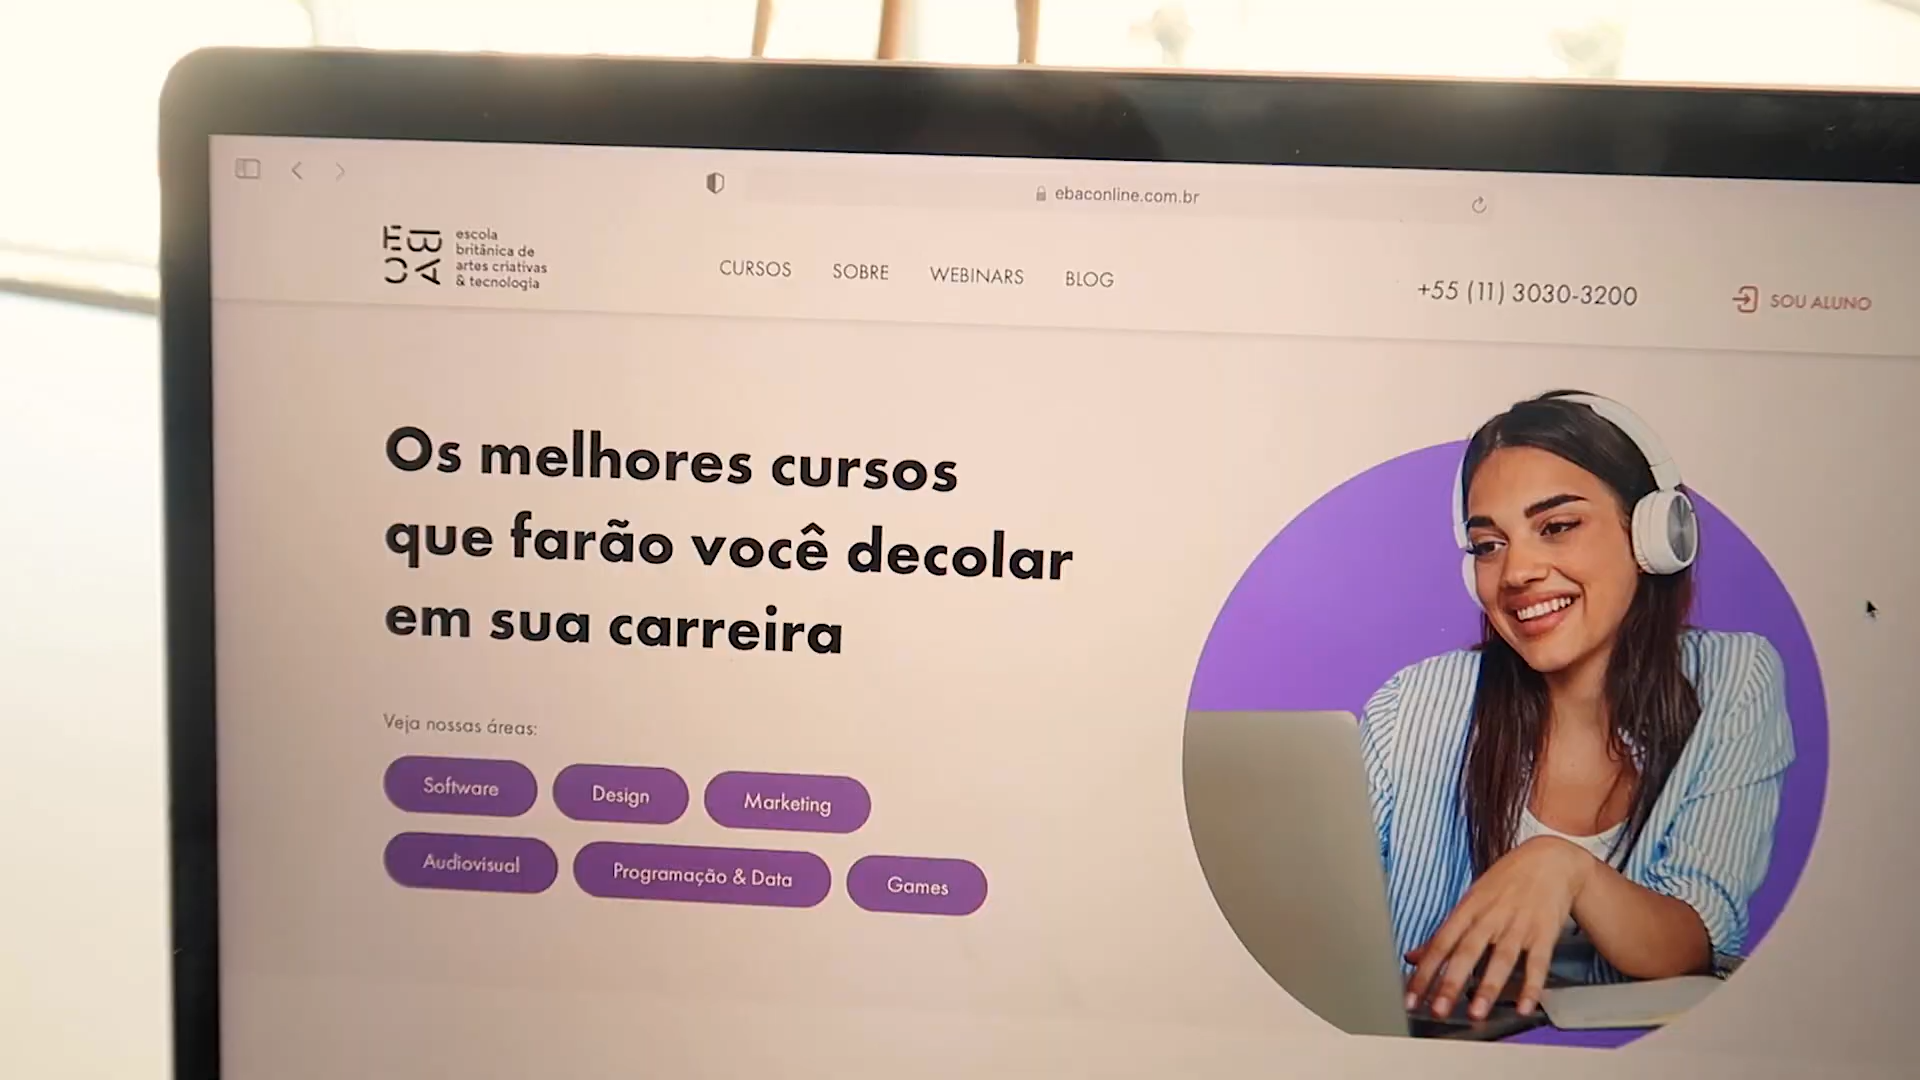 ebaconline.com.br
EBAC
escola
britânica de
artes criativas
& tecnologia
CURSOS SOBRE WEBINARS BLOG
+55 (11) 3030-3200
SOU ALUNO
Os melhores cursos
que farão você decolar
em sua carreira
Veja nossas áreas:
Software Design Marketing
Audiovisual Programação & Data Games